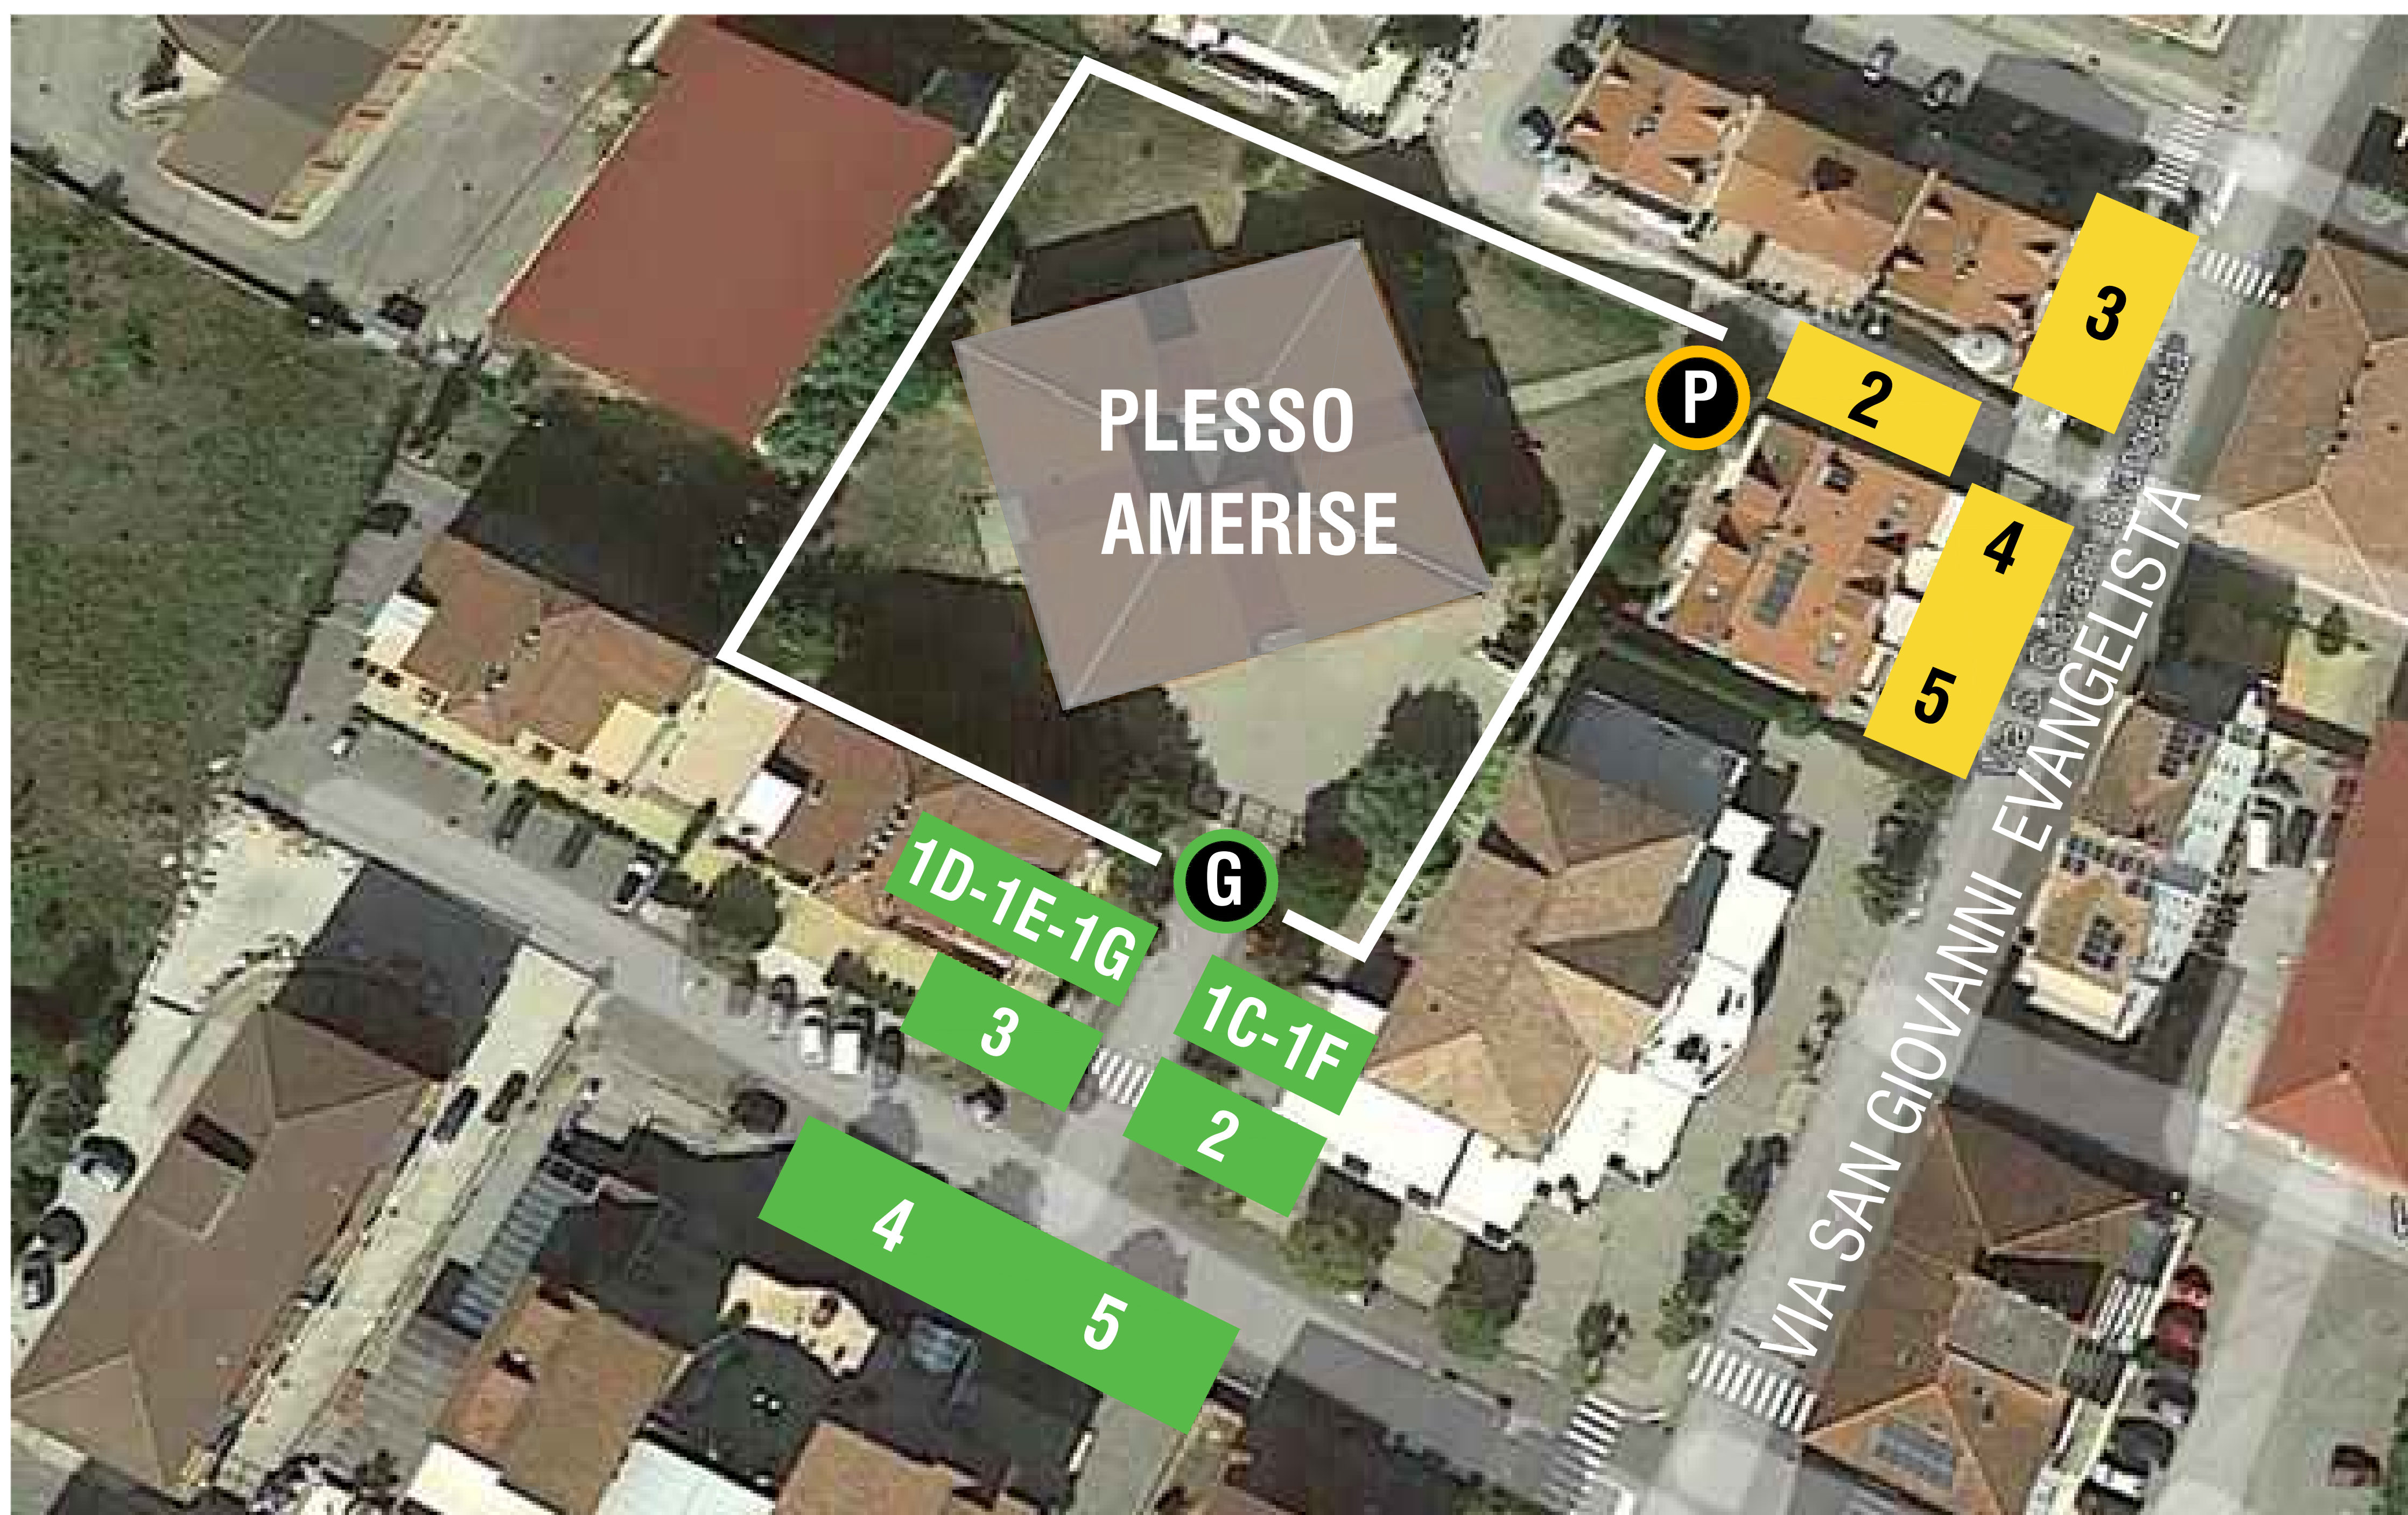 PLESSO
AMERISE
3
P
2
4
5
VIA SAN GIOVANNI EVANGELISTA
1D-1E-1G
G
3
1C-1F
2
4
5